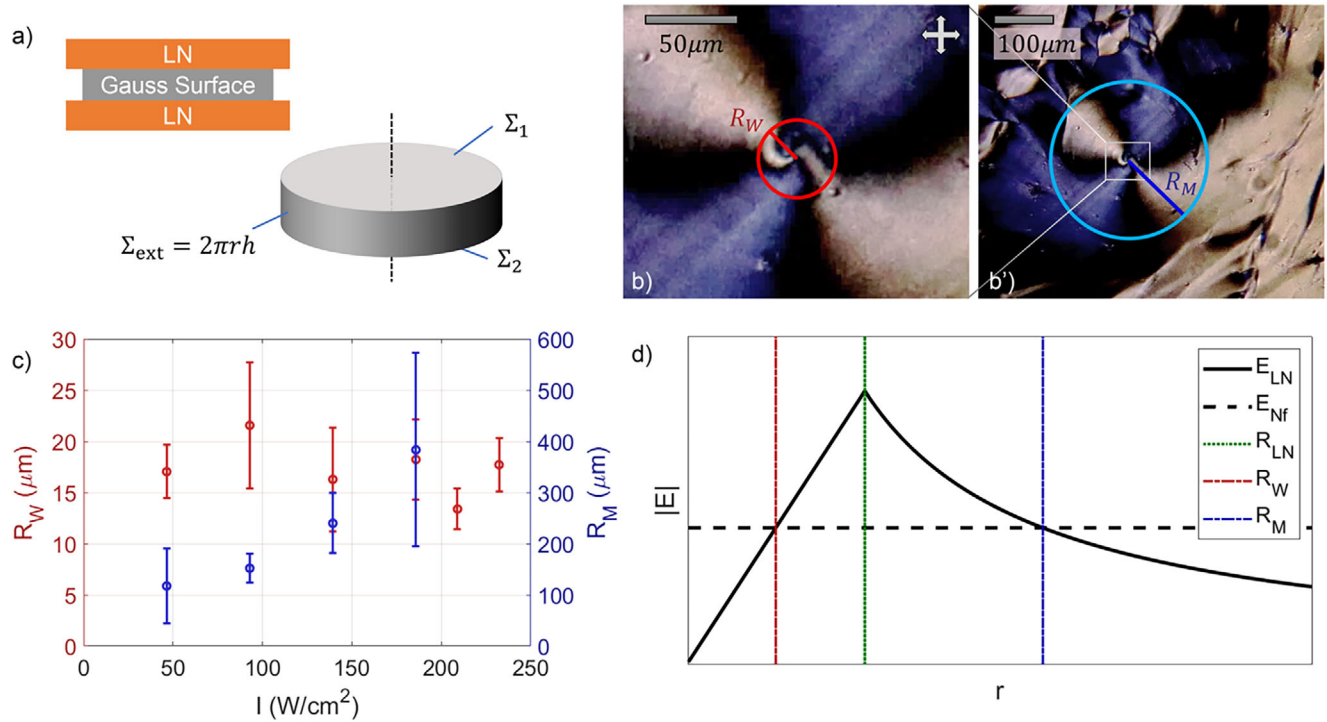 a)
LN
Gauss Surface
LN
Σ₁
Σ_ext = 2πrh
Σ₂
50μm
R_W
b)
100μm
R_M
b')
c)
30
25
20
15
10
5
0
R_W (μm)
600
500
400
300
200
100
0
R_M (μm)
0
50
100
150
200
250
I (W/cm²)
d)
|E|
r
E_LN
E_Nf
R_LN
R_W
R_M